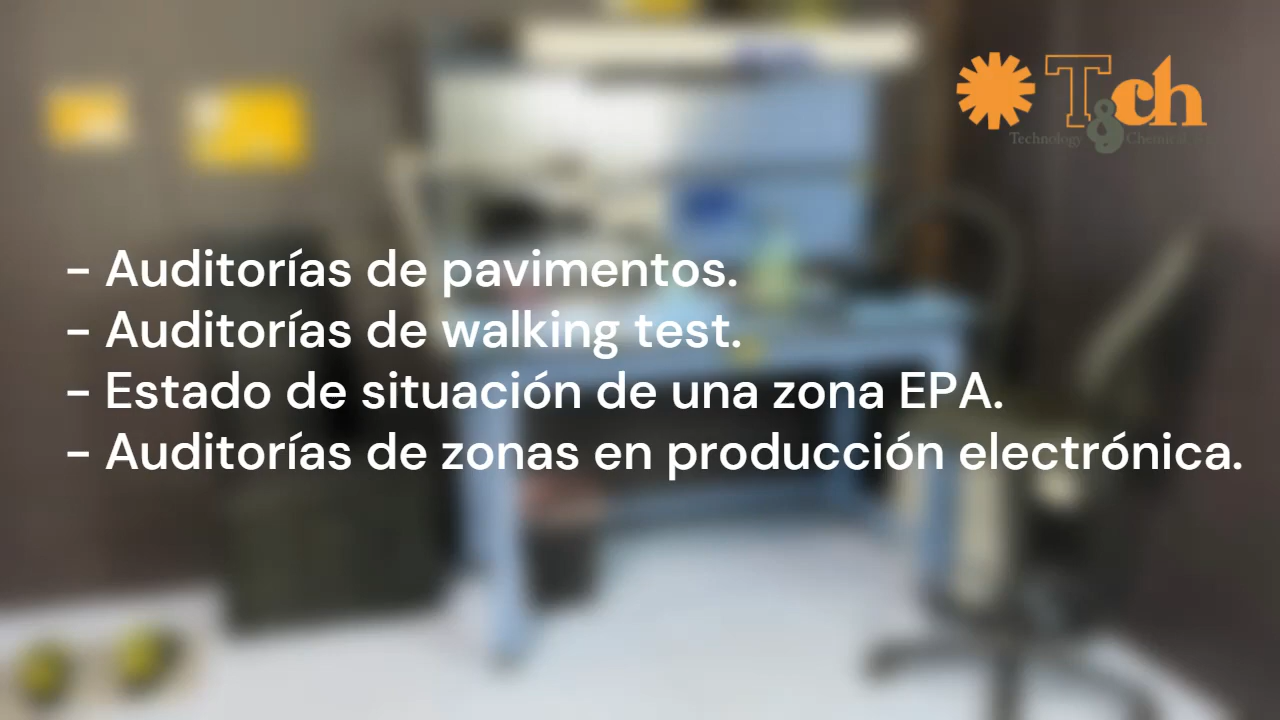 T&ch
Technology & Chemical
- Auditorías de pavimentos.
- Auditorías de walking test.
- Estado de situación de una zona EPA.
- Auditorías de zonas en producción electrónica.